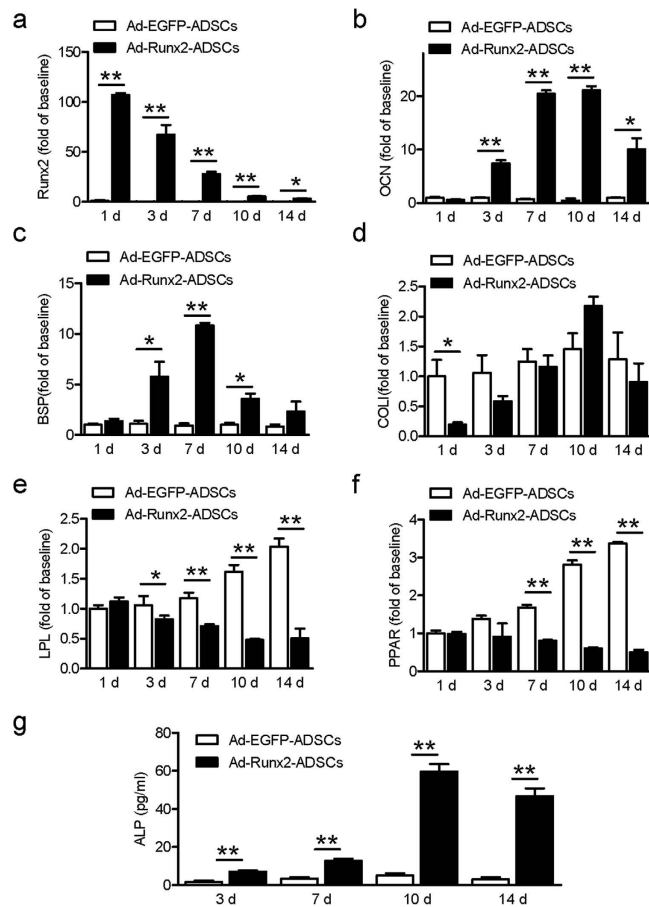 a
Ad-EGFP-ADSCs
Ad-Runx2-ADSCs
Runx2 (fold of baseline)
150
100
50
0
** ** ** ** *
1 d 3 d 7 d 10 d 14 d
b
Ad-EGFP-ADSCs
Ad-Runx2-ADSCs
OCN (fold of baseline)
20
10
0
** ** ** *
1 d 3 d 7 d 10 d 14 d
c
Ad-EGFP-ADSCs
Ad-Runx2-ADSCs
BSP(fold of baseline)
15
10
5
0
* ** *
1 d 3 d 7 d 10 d 14 d
d
Ad-EGFP-ADSCs
Ad-Runx2-ADSCs
COLI(fold of baseline)
2.5
2.0
1.5
1.0
0.5
0.0
*
1 d 3 d 7 d 10 d 14 d
e
Ad-EGFP-ADSCs
Ad-Runx2-ADSCs
LPL (fold of baseline)
2.5
2.0
1.5
1.0
0.5
0.0
* ** ** **
1 d 3 d 7 d 10 d 14 d
f
Ad-EGFP-ADSCs
Ad-Runx2-ADSCs
PPAR (fold of baseline)
4
3
2
1
0
** ** **
1 d 3 d 7 d 10 d 14 d
g
Ad-EGFP-ADSCs
Ad-Runx2-ADSCs
ALP (pg/ml)
80
60
40
20
0
** ** ** **
3 d 7 d 10 d 14 d